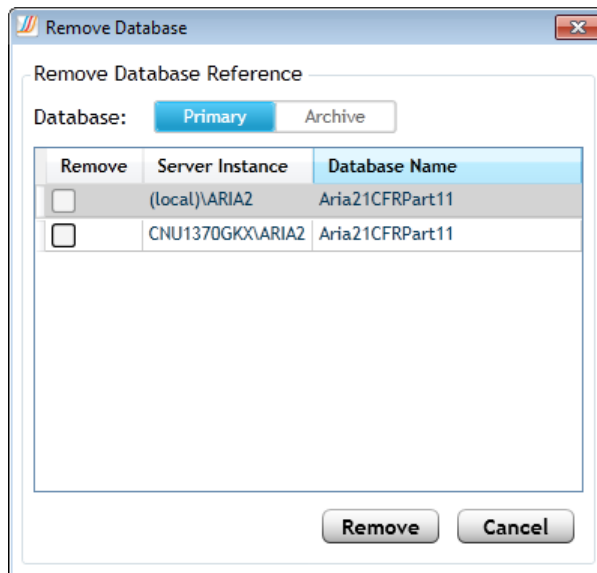 Remove Database
Remove Database Reference
Database: Primary Archive
Remove Server Instance Database Name
(local)\ARIA2 Aria21CFRPart11
CNU1370GKX\ARIA2 Aria21CFRPart11
Remove Cancel